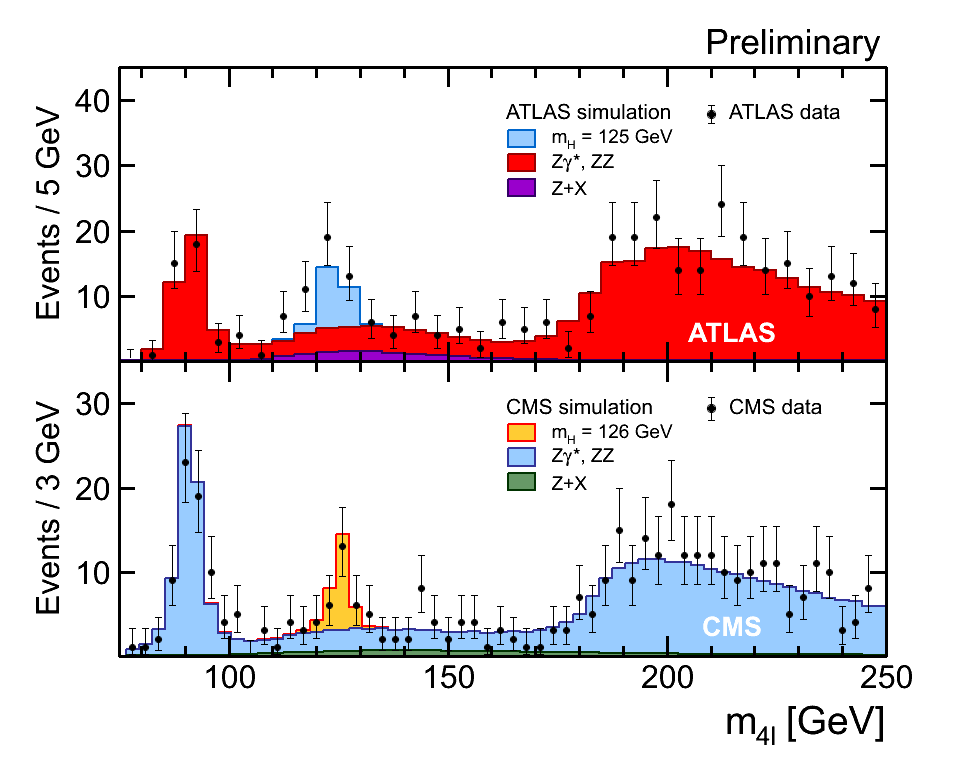 Preliminary
Events / 5 GeV
40
30
20
10
ATLAS simulation
m_H = 125 GeV
Zγ*, ZZ
Z+X
ATLAS data
ATLAS
Events / 3 GeV
30
20
10
CMS simulation
m_H = 126 GeV
Zγ*, ZZ
Z+X
CMS data
CMS
100 150 200 250
m_4l [GeV]